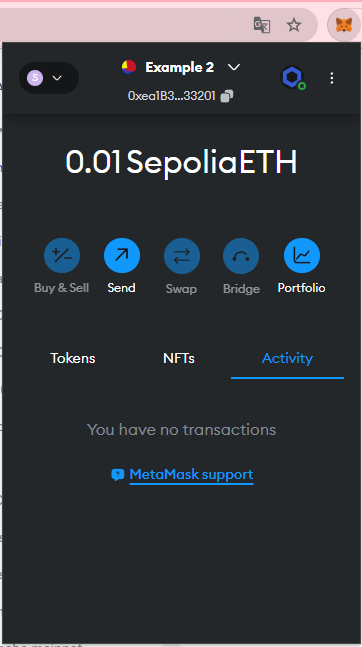 S
Example 2
0xea1B3...33201
0.01 SepoliaETH
Buy & Sell
Send
Swap
Bridge
Portfolio
Tokens
NFTs
Activity
You have no transactions
MetaMask support